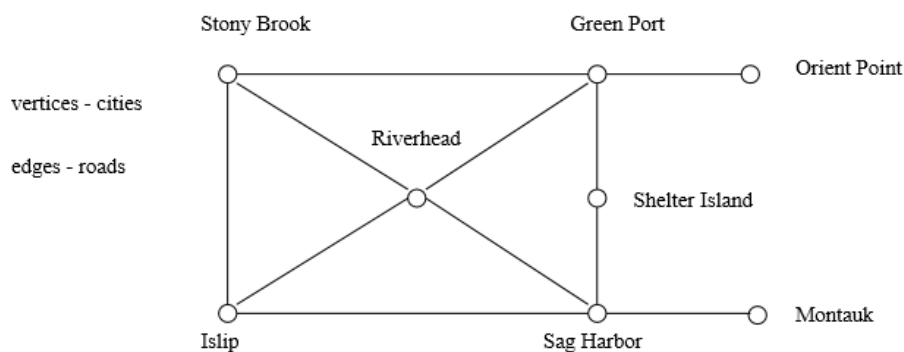 Stony Brook
Green Port
Orient Point
vertices - cities
Riverhead
edges - roads
Shelter Island
Montauk
Islip
Sag Harbor